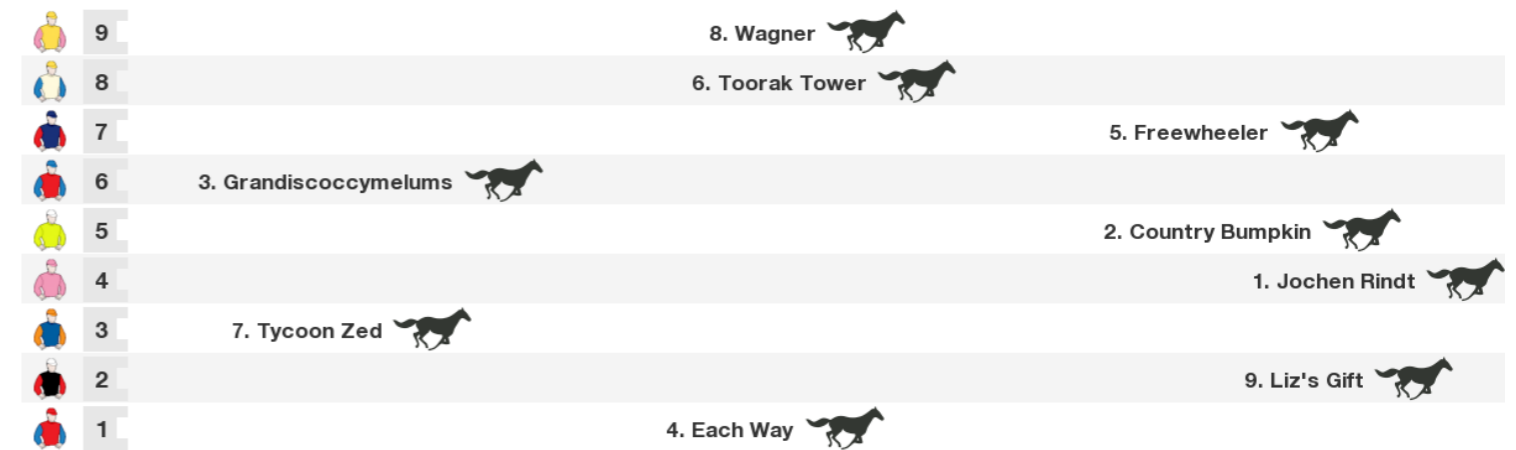 9 8. Wagner
8 6. Toorak Tower
7 5. Freewheeler
6 3. Grandiscoccymelums
5 2. Country Bumpkin
4 1. Jochen Rindt
3 7. Tycoon Zed
2 9. Liz's Gift
1 4. Each Way